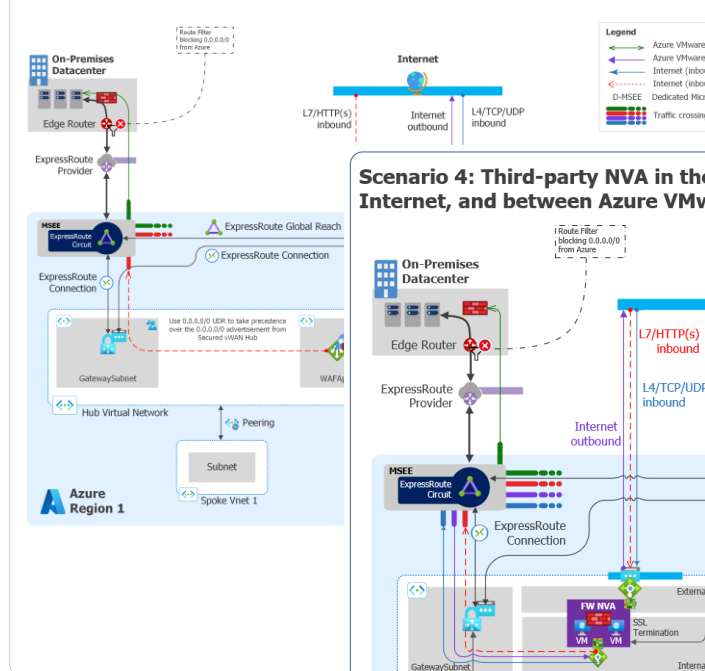 Route Filter
blocking 0.0.0.0/0
from Azure
On-Premises
Datacenter
Edge Router
ExpressRoute
Provider
Internet
L7/HTTP(s)
inbound
Internet
outbound
L4/TCP/UDP
inbound
Legend
Azure VMware
Azure VMware
Internet (inbou
Internet (inbou
D-MSEE
Dedicated Micr
Traffic crossing
MSEE
ExpressRoute
Circuit
ExpressRoute Global Reach
ExpressRoute Connection
ExpressRoute
Connection
Use 0.0.0.0/0 UDR to take precedence
over the 0.0.0.0/0 advertisement from
Secured vWAN Hub
GatewaySubnet
WAFAp
Hub Virtual Network
Peering
Subnet
Spoke Vnet 1
Azure
Region 1
Scenario 4: Third-party NVA in the
Internet, and between Azure VMw
Route Filter
blocking 0.0.0.0/0
from Azure
On-Premises
Datacenter
Edge Router
ExpressRoute
Provider
L7/HTTP(s)
inbound
L4/TCP/UDP
inbound
Internet
outbound
MSEE
ExpressRoute
Circuit
ExpressRoute
Connection
Externa
FW NVA
VM
VM
SSL
Termination
GatewaySubnet
Interna